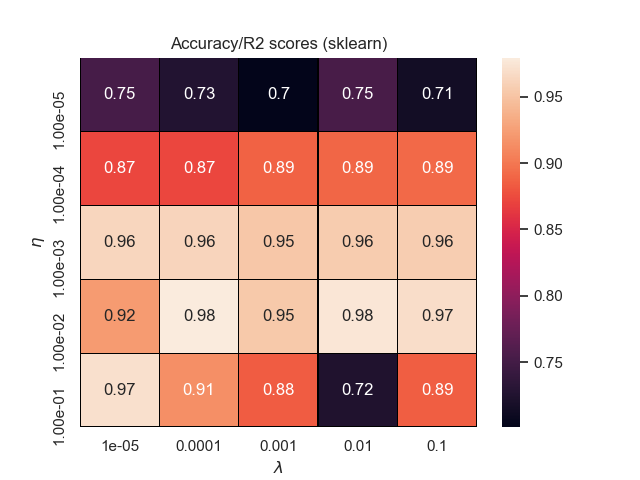 Accuracy/R2 scores (sklearn)
1.00e-05
0.75 0.73 0.7 0.75 0.71
1.00e-04
0.87 0.87 0.89 0.89 0.89
1.00e-03
0.96 0.96 0.95 0.96 0.96
1.00e-02
0.92 0.98 0.95 0.98 0.97
1.00e-01
0.97 0.91 0.88 0.72 0.89
η
1e-05 0.0001 0.001 0.01 0.1
λ
0.95
0.90
0.85
0.80
0.75